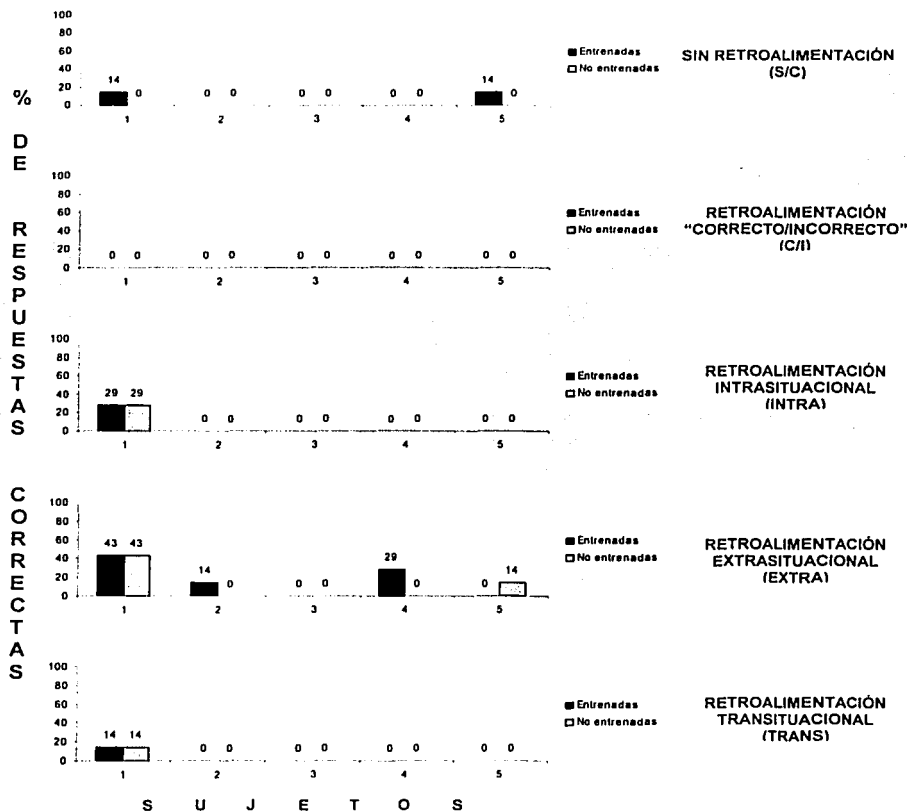 % DE RESPUESTAS CORRECTAS
100
80
60
40
20
0
14 0 0 0 0 0 0 0 14 0
1 2 3 4 5
Entrenadas
No entrenadas
SIN RETROALIMENTACIÓN
(S/C)
100
80
60
40
20
0
0 0 0 0 0 0 0 0 0 0
1 2 3 4 5
Entrenadas
No entrenadas
RETROALIMENTACIÓN
"CORRECTO/INCORRECTO"
(C/I)
100
80
60
40
20
0
29 29 0 0 0 0 0 0 0 0
1 2 3 4 5
Entrenadas
No entrenadas
RETROALIMENTACIÓN
INTRASITUACIONAL
(INTRA)
100
80
60
40
20
0
43 43 14 0 0 0 29 0 0 14
1 2 3 4 5
Entrenadas
No entrenadas
RETROALIMENTACIÓN
EXTRASITUACIONAL
(EXTRA)
100
80
60
40
20
0
14 14 0 0 0 0 0 0 0 0
1 2 3 4 5
Entrenadas
No entrenadas
RETROALIMENTACIÓN
TRANSITUACIONAL
(TRANS)
S U J E T O S